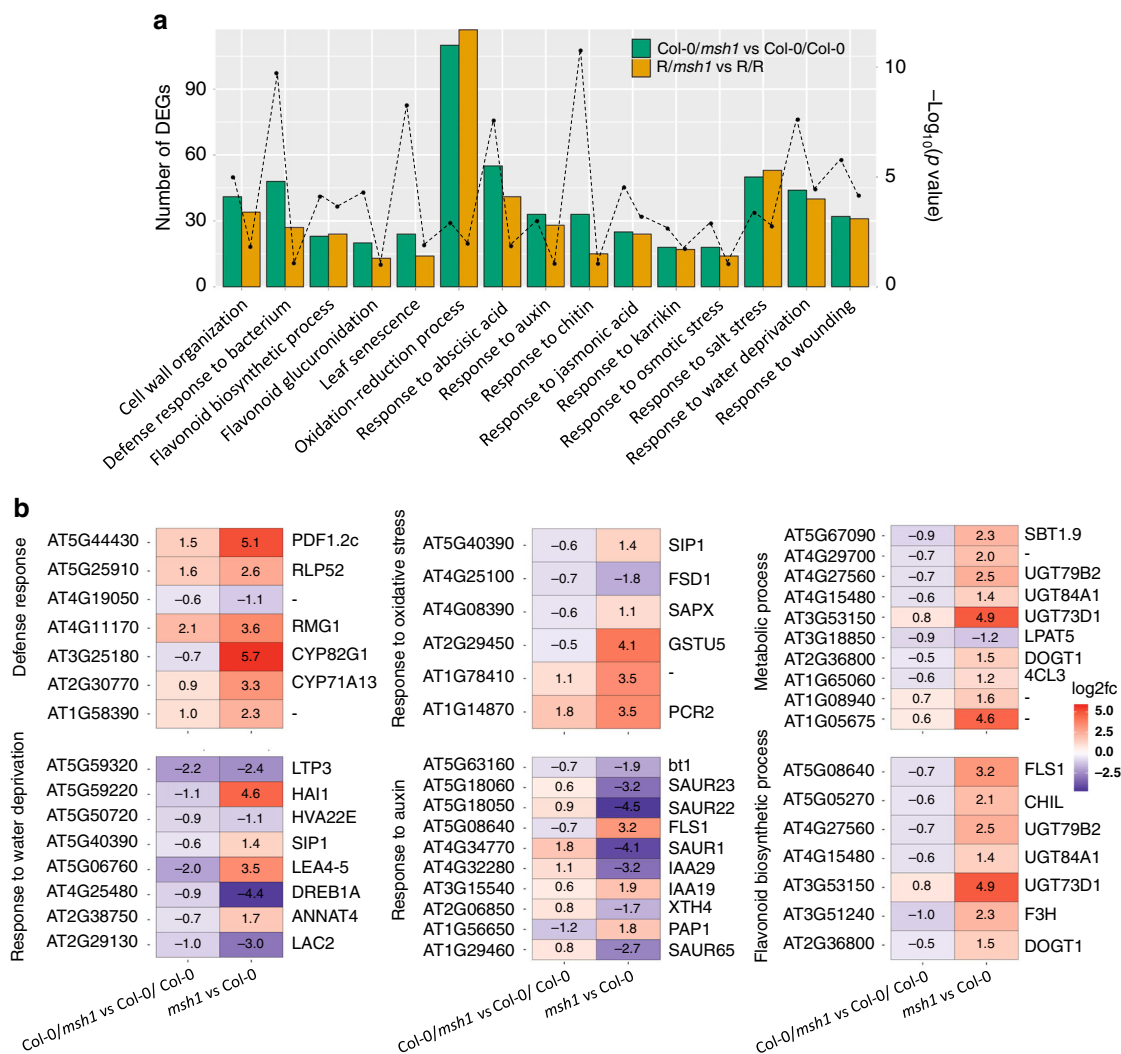 a
Number of DEGs
90
60
30
0
Col-0/msh1 vs Col-0/Col-0
R/msh1 vs R/R
10
5
0
−Log10(p value)
Cell wall organization
Defense response to bacterium
Flavonoid biosynthetic process
Flavonoid glucuronidation
Leaf senescence
Oxidation-reduction process
Response to abscisic acid
Response to auxin
Response to chitin
Response to jasmonic acid
Response to karrikin
Response to osmotic stress
Response to salt stress
Response to water deprivation
Response to wounding
b
Defense response
AT5G44430 1.5 5.1 PDF1.2c
AT5G25910 1.6 2.6 RLP52
AT4G19050 −0.6 −1.1 -
AT4G11170 2.1 3.6 RMG1
AT3G25180 −0.7 5.7 CYP82G1
AT2G30770 0.9 3.3 CYP71A13
AT1G58390 1.0 2.3 -
Response to oxidative stress
AT5G40390 −0.6 1.4 SIP1
AT4G25100 −0.7 −1.8 FSD1
AT4G08390 −0.6 1.1 SAPX
AT2G29450 −0.5 4.1 GSTU5
AT1G78410 1.1 3.5 -
AT1G14870 1.8 3.5 PCR2
Metabolic process
AT5G67090 −0.9 2.3 SBT1.9
AT4G29700 −0.7 2.0 -
AT4G27560 −0.7 2.5 UGT79B2
AT4G15480 −0.6 1.4 UGT84A1
AT3G53150 0.8 4.9 UGT73D1
AT3G18850 −0.9 −1.2 LPAT5
AT2G36800 −0.5 1.5 DOGT1
AT1G65060 −0.6 1.2 4CL3
AT1G08940 0.7 1.6 -
AT1G05675 0.6 4.6 -
log2fc
5.0
2.5
0.0
−2.5
Response to water deprivation
AT5G59320 −2.2 −2.4 LTP3
AT5G59220 −1.1 4.6 HAI1
AT5G50720 −0.9 −1.1 HVA22E
AT5G40390 −0.6 1.4 SIP1
AT5G06760 −2.0 3.5 LEA4-5
AT4G25480 −0.9 −4.4 DREB1A
AT2G38750 −0.7 1.7 ANNAT4
AT2G29130 −1.0 −3.0 LAC2
Col-0/msh1 vs Col-0/ Col-0
msh1 vs Col-0
Response to auxin
AT5G63160 −0.7 −1.9 bt1
AT5G18060 0.6 −3.2 SAUR23
AT5G18050 0.9 −4.5 SAUR22
AT5G08640 −0.7 3.2 FLS1
AT4G34770 1.8 −4.1 SAUR1
AT4G32280 1.1 −3.2 IAA29
AT3G15540 0.6 1.9 IAA19
AT2G06850 0.8 −1.7 XTH4
AT1G56650 −1.2 1.8 PAP1
AT1G29460 0.8 −2.7 SAUR65
Col-0/msh1 vs Col-0/ Col-0
msh1 vs Col-0
Flavonoid biosynthetic process
AT5G08640 −0.7 3.2 FLS1
AT5G05270 −0.6 2.1 CHIL
AT4G27560 −0.7 2.5 UGT79B2
AT4G15480 −0.6 1.4 UGT84A1
AT3G53150 0.8 4.9 UGT73D1
AT3G51240 −1.0 2.3 F3H
AT2G36800 −0.5 1.5 DOGT1
Col-0/msh1 vs Col-0/ Col-0
msh1 vs Col-0